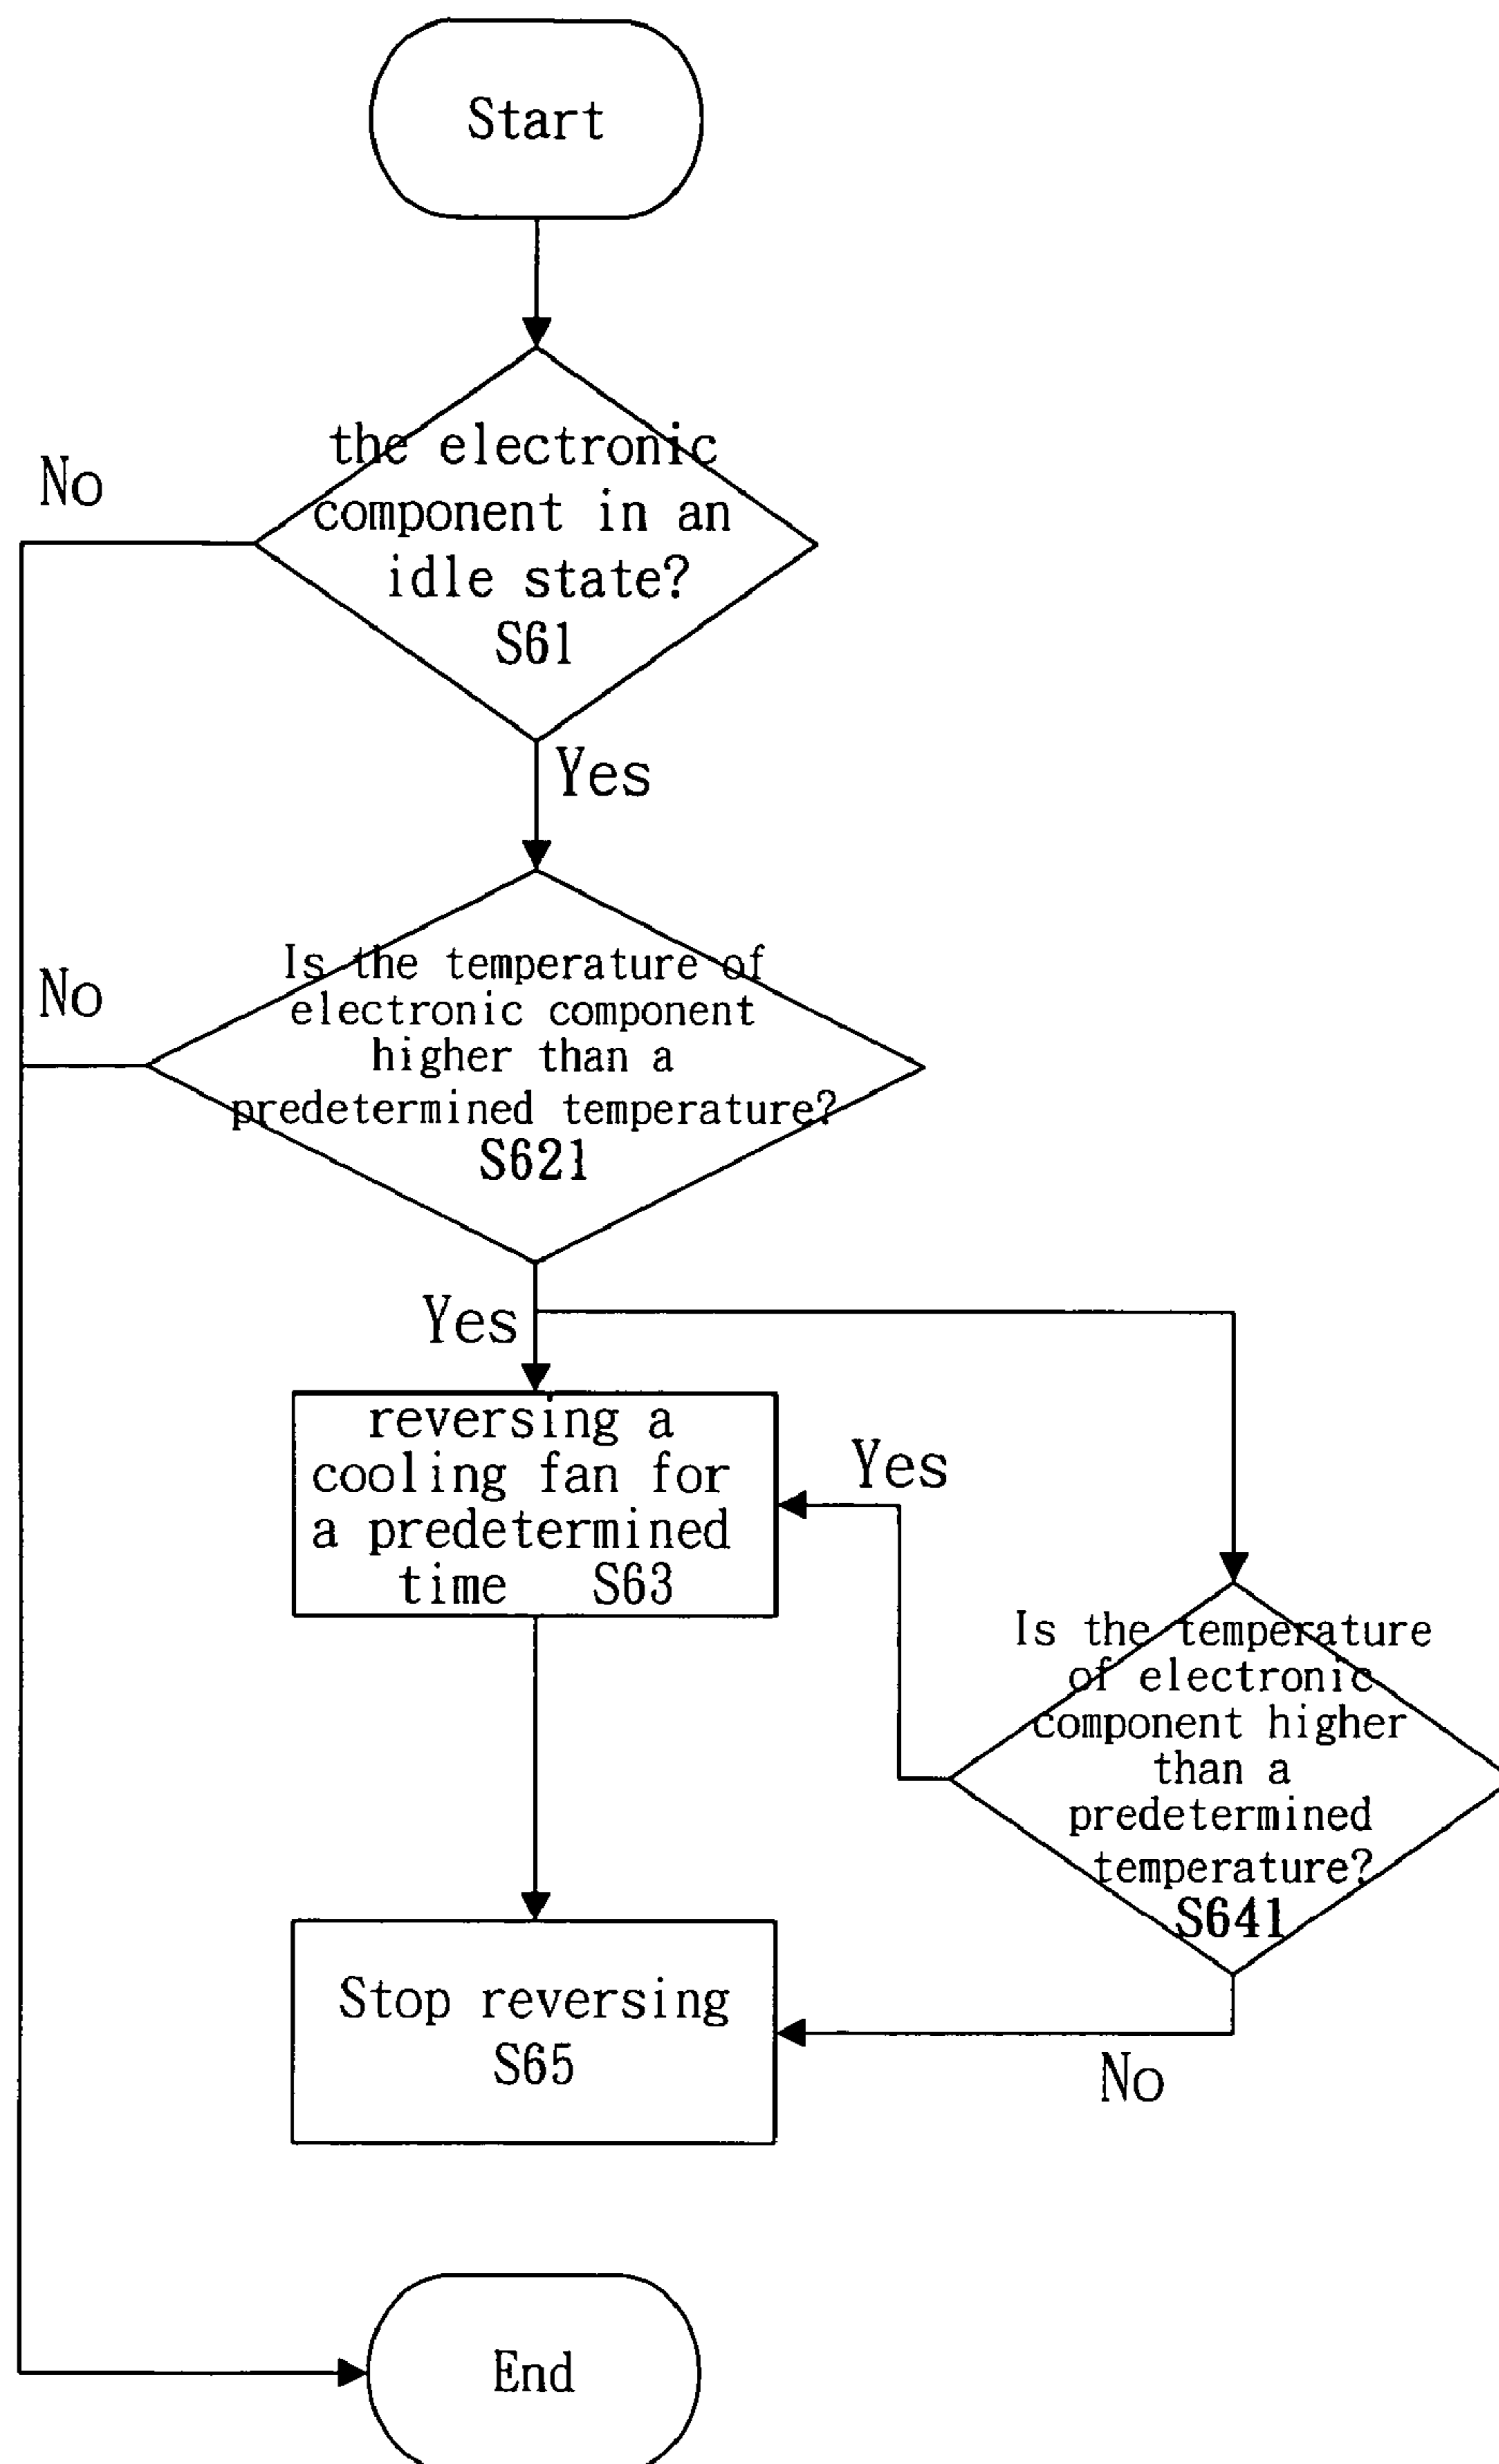 Start
the electronic
component in an
idle state?
S61
No
Yes
Is the temperature of
electronic component
higher than a
predetermined temperature?
S621
No
Yes
reversing a
cooling fan for
a predetermined
time S63
Yes
Is the temperature
of electronic
component higher
than a
predetermined
temperature?
S641
Stop reversing
S65
No
End